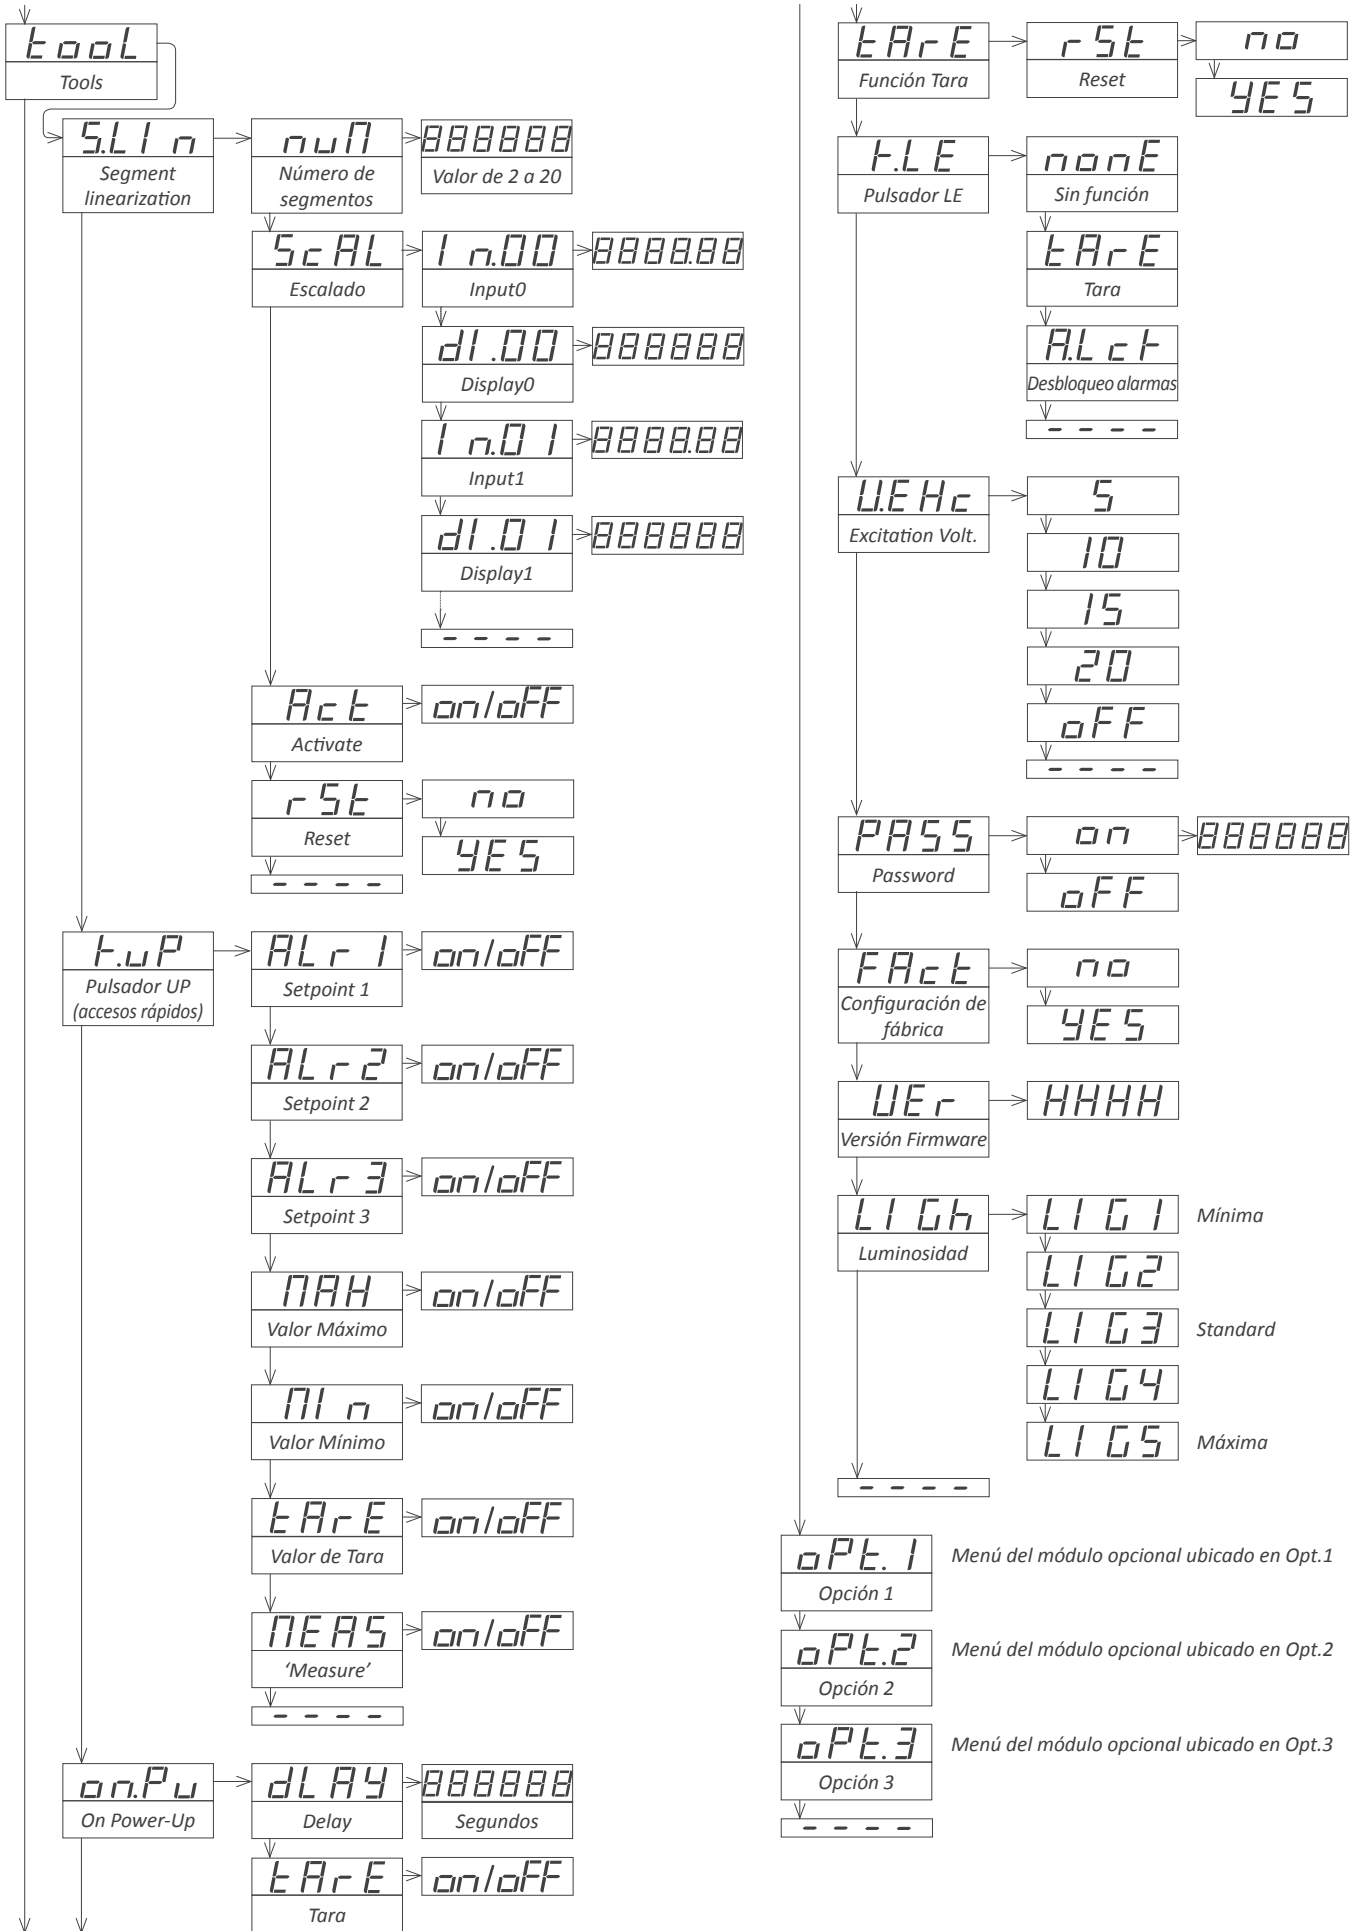 tooL
Tools
S.LIn
Segment
linearization
nuM
Número de
segmentos
888888
Valor de 2 a 20
ScAL
Escalado
In.00
Input0
8888.88
dI.00
Display0
888888
In.01
Input1
8888.88
dI.01
Display1
888888
- - - -
Act
Activate
on/oFF
rSt
Reset
no
YES
- - - -
k.uP
Pulsador UP
(accesos rápidos)
ALr1
Setpoint 1
on/oFF
ALr2
Setpoint 2
on/oFF
ALr3
Setpoint 3
on/oFF
MAH
Valor Máximo
on/oFF
MIn
Valor Mínimo
on/oFF
tArE
Valor de Tara
on/oFF
MEAS
‘Measure’
on/oFF
- - - -
on.Pu
On Power-Up
dLAY
Delay
888888
Segundos
tArE
Tara
on/oFF
tArE
Función Tara
rSt
Reset
no
YES
k.LE
Pulsador LE
nonE
Sin función
tArE
Tara
A.Lck
Desbloqueo alarmas
- - - -
V.EHc
Excitation Volt.
5
10
15
20
oFF
- - - -
PASS
Password
on
888888
oFF
FAct
Configuración de
fábrica
no
YES
VEr
Versión Firmware
HHHH
LIGh
Luminosidad
LIG1
Mínima
LIG2
LIG3
Standard
LIG4
LIG5
Máxima
- - - -
oPt.1
Opción 1
Menú del módulo opcional ubicado en Opt.1
oPt.2
Opción 2
Menú del módulo opcional ubicado en Opt.2
oPt.3
Opción 3
Menú del módulo opcional ubicado en Opt.3
- - - -